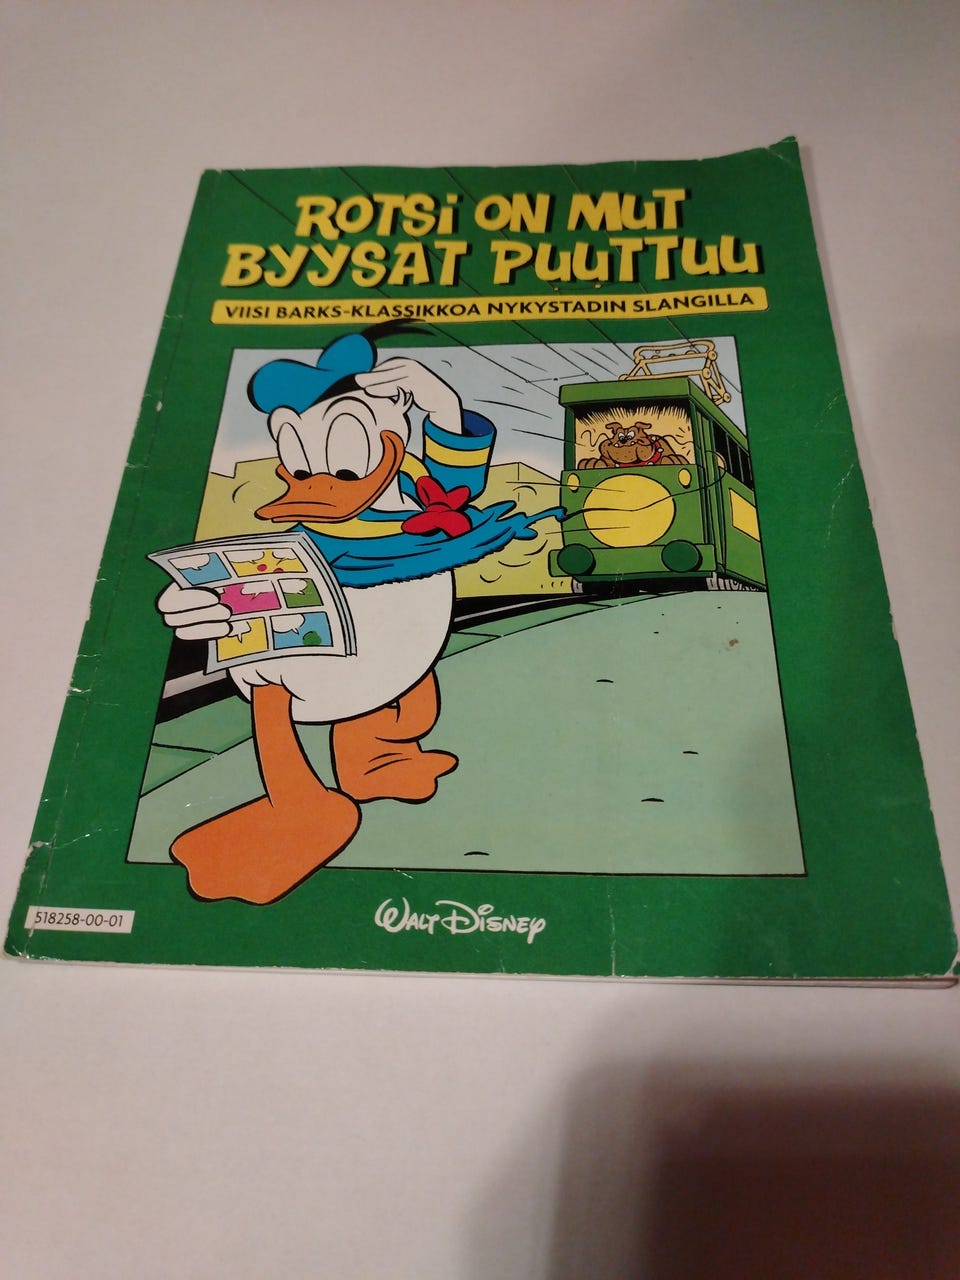 ROTSi ON MUT
BYYSAT PUUTTUU
VIISI BARKS-KLASSIKKOA NYKYSTADIN SLANGILLA
518258-00-01
WALT DISNEY